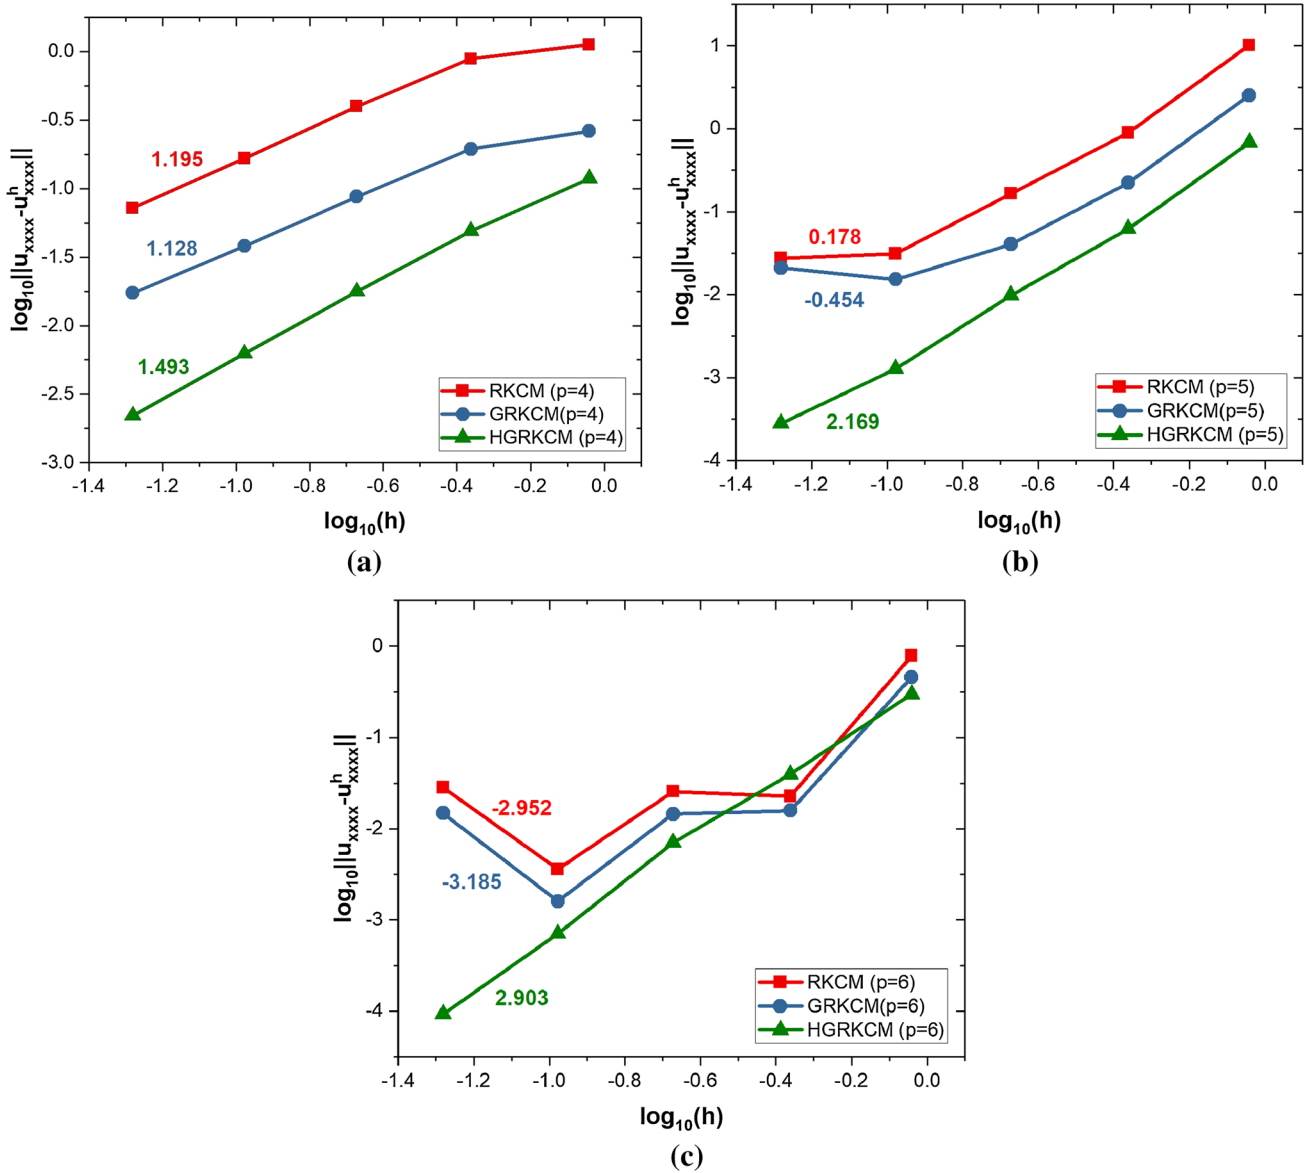 0.0
-0.5
-1.0
-1.5
-2.0
-2.5
-3.0
log10||uxxxx-uhxxxx||
1.195
1.128
1.493
RKCM (p=4)
GRKCM(p=4)
HGRKCM (p=4)
-1.4 -1.2 -1.0 -0.8 -0.6 -0.4 -0.2 0.0
log10(h)
(a)
1
0
-1
-2
-3
-4
log10||uxxxx-uhxxxx||
0.178
-0.454
2.169
RKCM (p=5)
GRKCM(p=5)
HGRKCM (p=5)
-1.4 -1.2 -1.0 -0.8 -0.6 -0.4 -0.2 0.0
log10(h)
(b)
0
-1
-2
-3
-4
log10||uxxxx-uhxxxx||
-2.952
-3.185
2.903
RKCM (p=6)
GRKCM(p=6)
HGRKCM (p=6)
-1.4 -1.2 -1.0 -0.8 -0.6 -0.4 -0.2 0.0
log10(h)
(c)